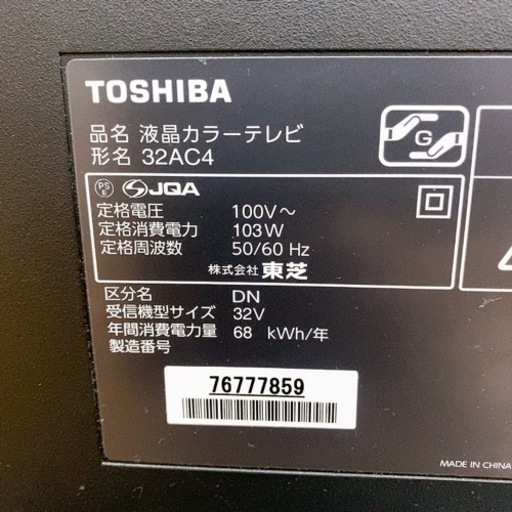 TOSHIBA
品名 液晶カラーテレビ
形名 32AC4
G
PS
E
JQA
定格電圧 100V～
定格消費電力 103W
定格周波数 50/60 Hz
株式会社 東芝
区分名 DN
受信機型サイズ 32V
年間消費電力量 68 kWh/年
製造番号
76777859
MADE IN CHINA